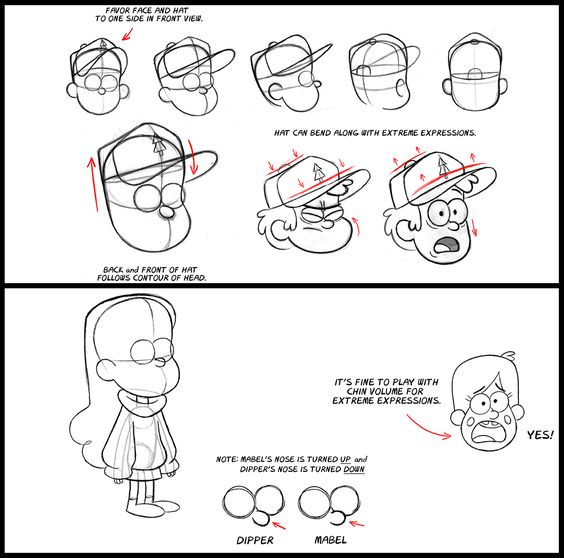 FAVOR FACE AND HAT
TO ONE SIDE IN FRONT VIEW.
HAT CAN BEND ALONG WITH EXTREME EXPRESSIONS.
BACK and FRONT OF HAT
FOLLOWS CONTOUR OF HEAD.
IT'S FINE TO PLAY WITH
CHIN VOLUME FOR
EXTREME EXPRESSIONS.
YES!
NOTE: MABEL'S NOSE IS TURNED UP and
DIPPER'S NOSE IS TURNED DOWN
DIPPER
MABEL